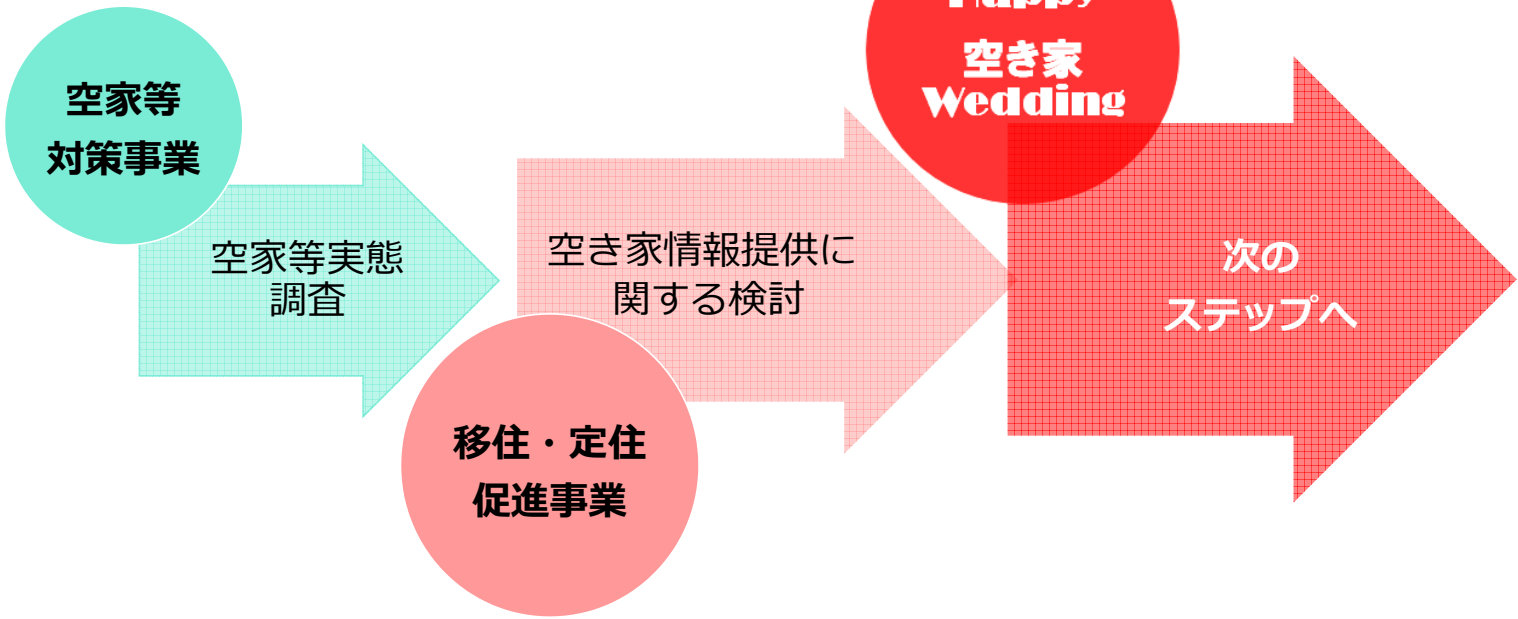 空家等
対策事業
空家等実態
調査
移住・定住
促進事業
空き家情報提供に
関する検討
Happy
空き家
Wedding
次の
ステップへ